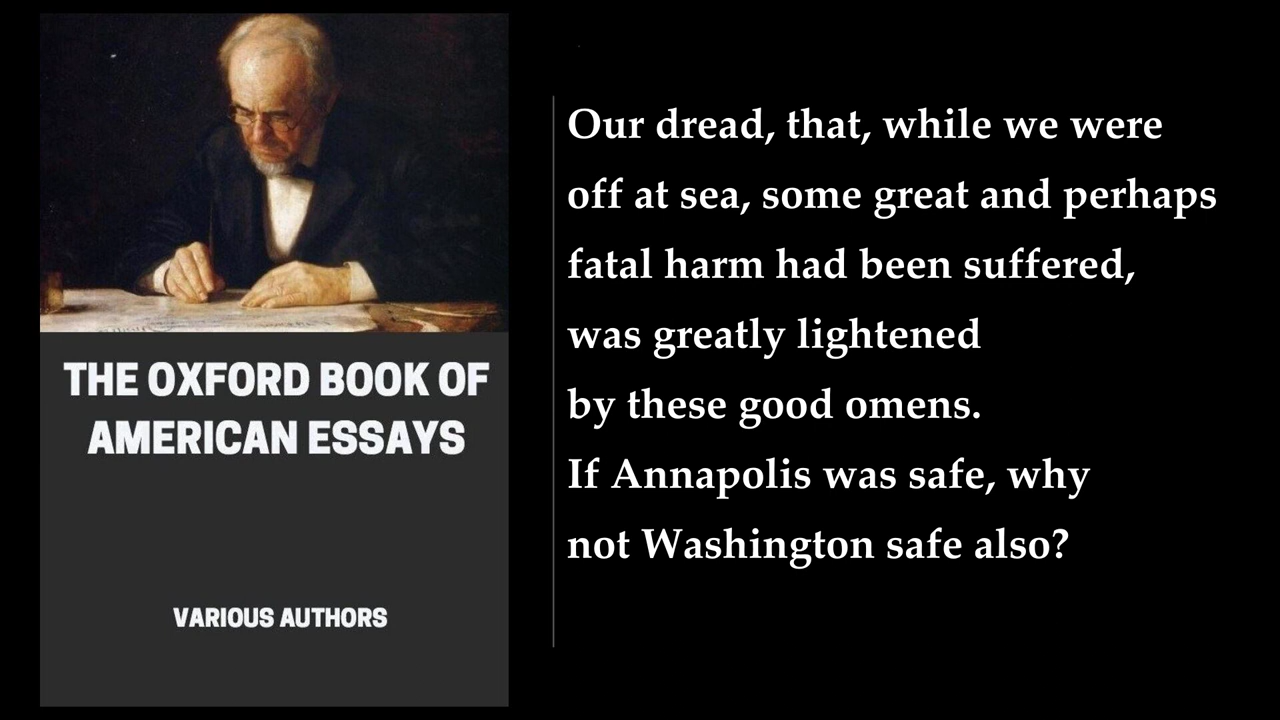 THE OXFORD BOOK OF
AMERICAN ESSAYS
VARIOUS AUTHORS
Our dread, that, while we were
off at sea, some great and perhaps
fatal harm had been suffered,
was greatly lightened
by these good omens.
If Annapolis was safe, why
not Washington safe also?